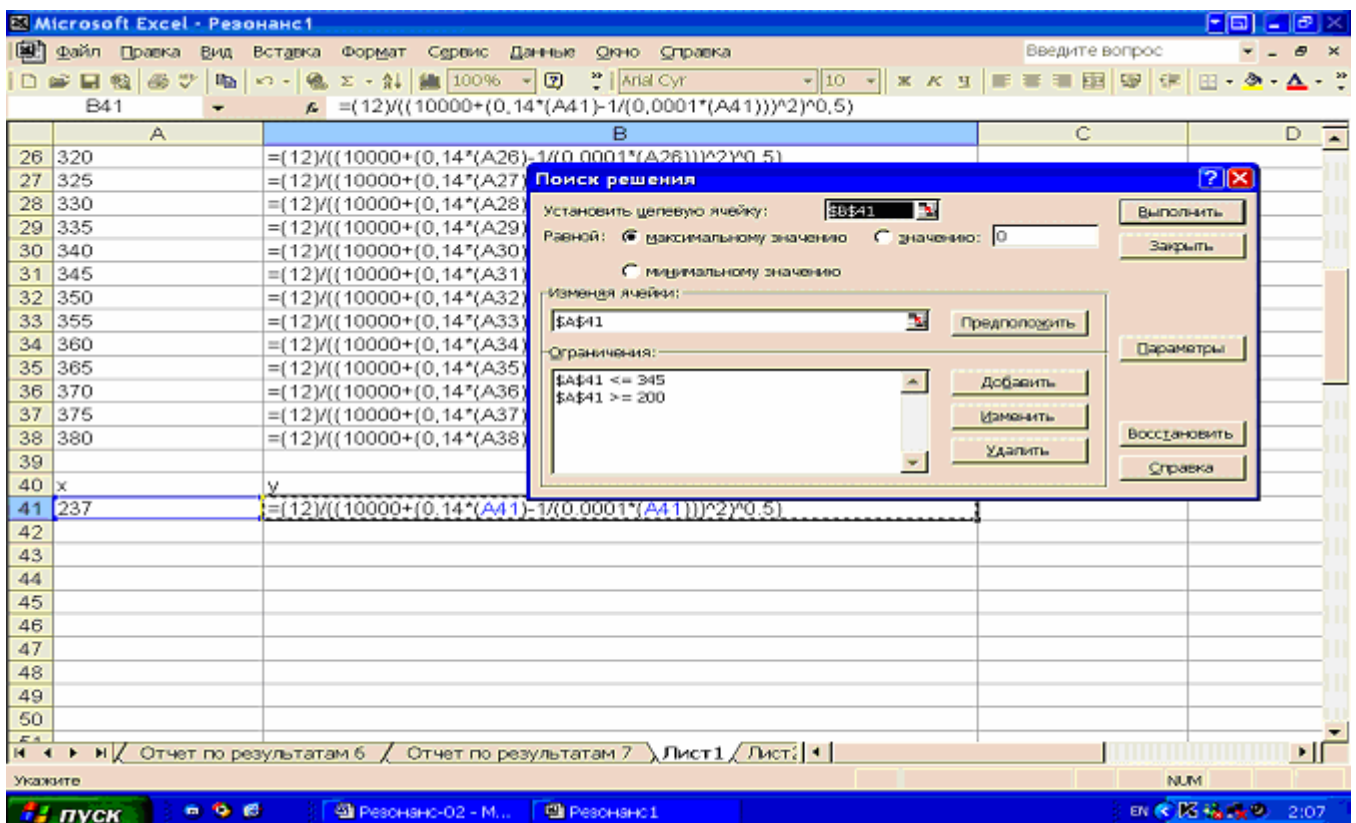 Microsoft Excel - Резонанс1
Файл Правка Вид Вставка Формат Сервис Данные Окно Справка Введите вопрос
100% Arial Cyr 10 Ж К Ч
B41 =(12)/((10000+(0,14*(A41)-1/(0,0001*(A41)))^2)^0,5)
A B C D
26 320 =(12)/((10000+(0,14*(A26)-1/(0,0001*(A26)))^2)^0,5)
27 325 =(12)/((10000+(0,14*(A27)
28 330 =(12)/((10000+(0,14*(A28)
29 335 =(12)/((10000+(0,14*(A29)
30 340 =(12)/((10000+(0,14*(A30)
31 345 =(12)/((10000+(0,14*(A31)
32 350 =(12)/((10000+(0,14*(A32)
33 355 =(12)/((10000+(0,14*(A33)
34 360 =(12)/((10000+(0,14*(A34)
35 365 =(12)/((10000+(0,14*(A35)
36 370 =(12)/((10000+(0,14*(A36)
37 375 =(12)/((10000+(0,14*(A37)
38 380 =(12)/((10000+(0,14*(A38)
39
40 x y
41 237 =(12)/((10000+(0,14*(A41)-1/(0,0001*(A41)))^2)^0,5)
42
43
44
45
46
47
48
49
50
Поиск решения
Установить целевую ячейку: $B$41 Выполнить
Равной: максимальному значению значению: 0 Закрыть
минимальному значению
Изменяя ячейки:
$A$41 Предположить
Параметры
Ограничения:
$A$41 <= 345 Добавить
$A$41 >= 200
Изменить
Восстановить
Удалить
Справка
Отчет по результатам 6 Отчет по результатам 7 Лист1 Лист2
Укажите NUM
пуск Резонанс-02 - М... Резонанс1 EN 2:07